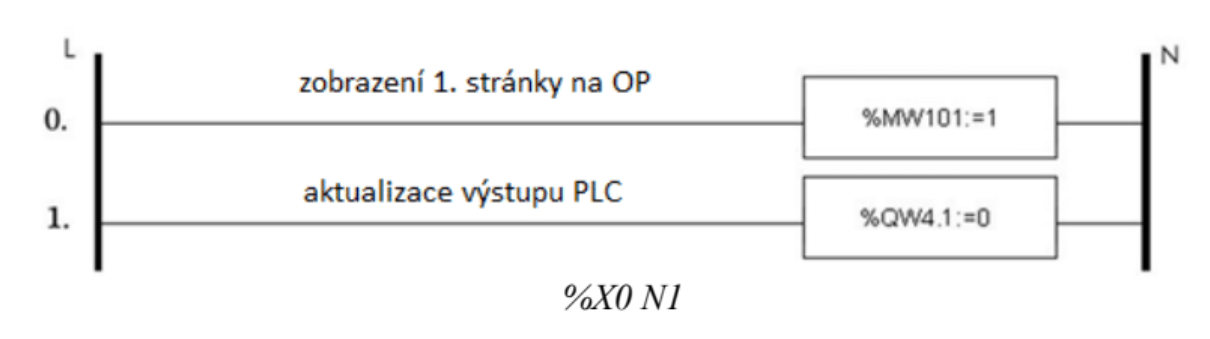 L
N
zobrazení 1. stránky na OP
0.
%MW101:=1
aktualizace výstupu PLC
1.
%QW4.1:=0
%X0 N1